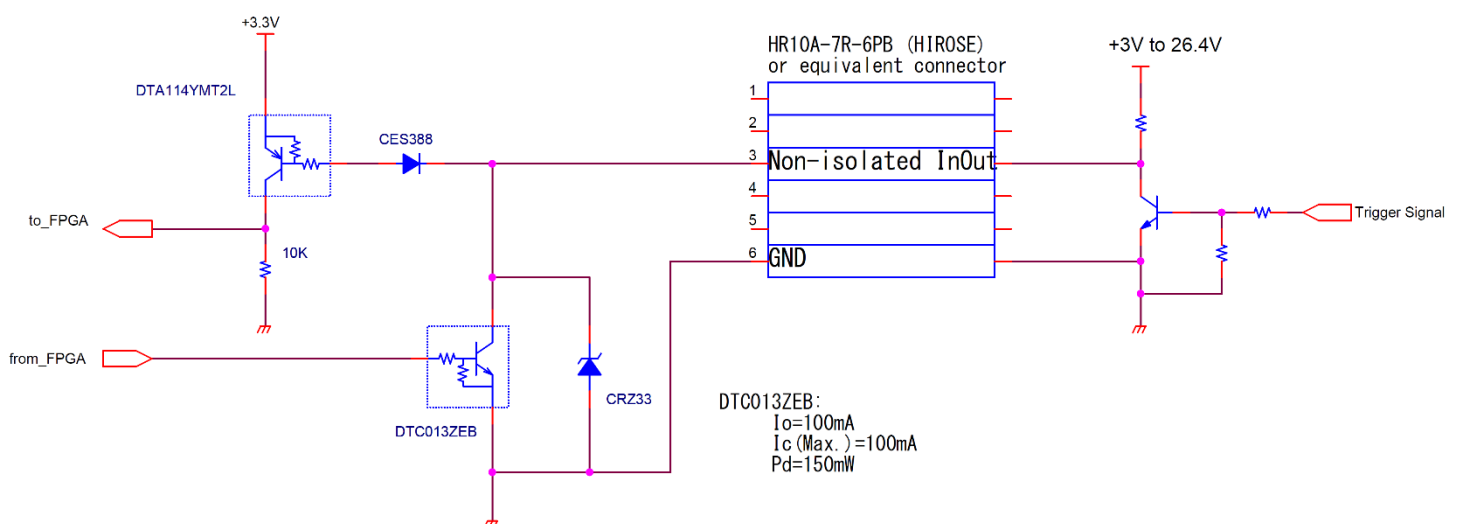 +3.3V
HR10A-7R-6PB (HIROSE)
or equivalent connector
+3V to 26.4V
DTA114YMT2L
CES388
1
2
3 Non-isolated InOut
4
5
6 GND
Trigger Signal
to_FPGA
10K
from_FPGA
CRZ33
DTC013ZEB
DTC013ZEB:
Io=100mA
Ic(Max.)=100mA
Pd=150mW